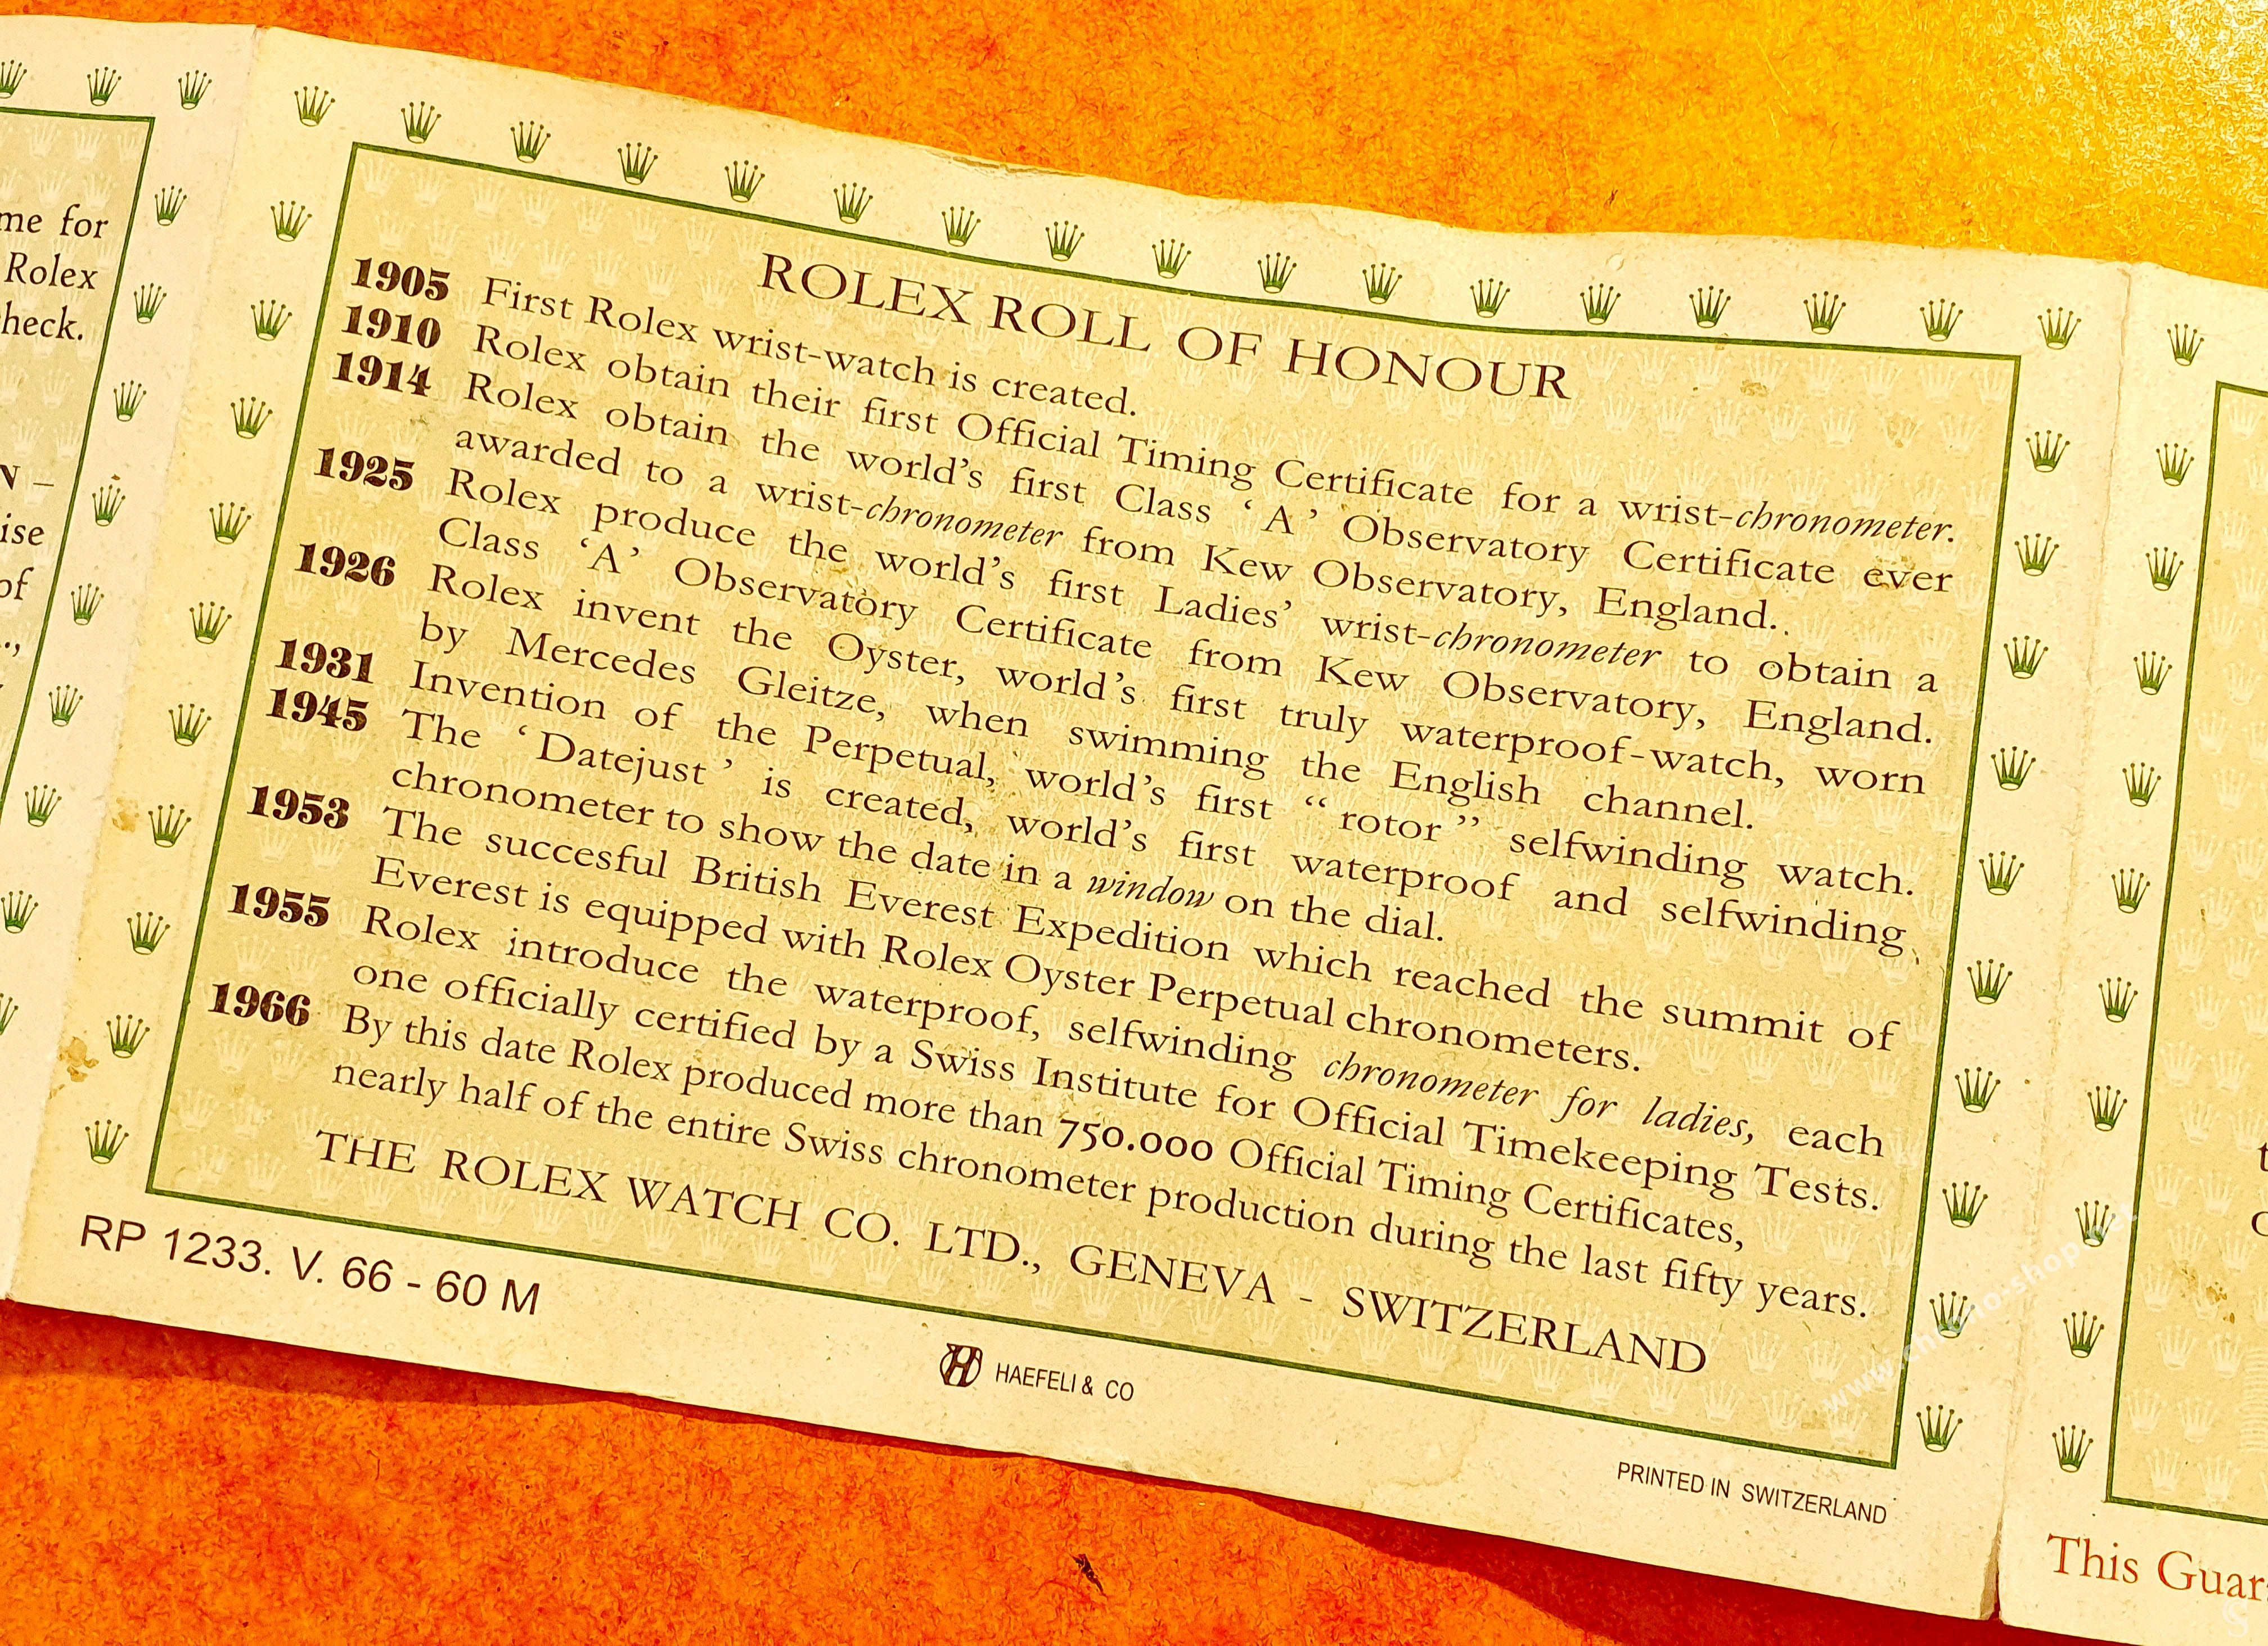 me for
Rolex
heck.
N –
ise
of
.,
ROLEX ROLL OF HONOUR
1905 First Rolex wrist-watch is created.
1910 Rolex obtain their first Official Timing Certificate for a wrist-chronometer.
1914 Rolex obtain the world's first Class 'A' Observatory Certificate ever
awarded to a wrist-chronometer from Kew Observatory, England.
1925 Rolex produce the world's first Ladies' wrist-chronometer to obtain a
Class 'A' Observatory Certificate from Kew Observatory, England.
1926 Rolex invent the Oyster, world's first truly waterproof-watch, worn
by Mercedes Gleitze, when swimming the English channel.
1931 Invention of the Perpetual, world's first "rotor" selfwinding watch.
1945 The 'Datejust' is created, world's first waterproof and selfwinding
chronometer to show the date in a window on the dial.
1953 The succesful British Everest Expedition which reached the summit of
Everest is equipped with Rolex Oyster Perpetual chronometers.
1955 Rolex introduce the waterproof, selfwinding chronometer for ladies, each
one officially certified by a Swiss Institute for Official Timekeeping Tests.
1966 By this date Rolex produced more than 750.000 Official Timing Certificates,
nearly half of the entire Swiss chronometer production during the last fifty years.
THE ROLEX WATCH CO. LTD., GENEVA - SWITZERLAND
RP 1233. V. 66 - 60 M
H HAEFELI & CO
PRINTED IN SWITZERLAND
This Guar